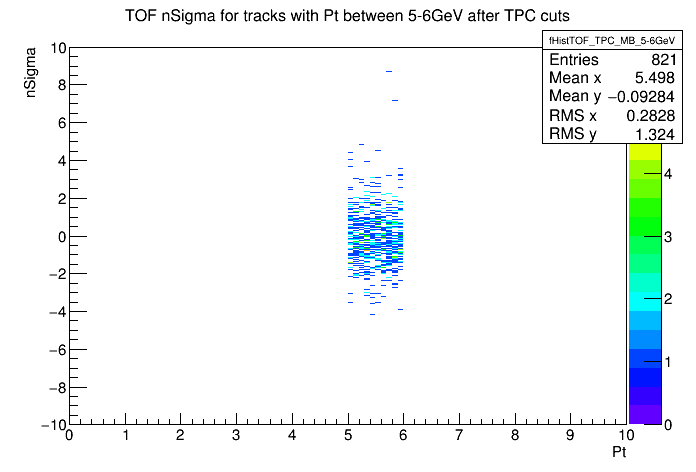 TOF nSigma for tracks with Pt between 5-6GeV after TPC cuts
fHistTOF_TPC_MB_5-6GeV
Entries 821
Mean x 5.498
Mean y −0.09284
RMS x 0.2828
RMS y 1.324
nSigma
10
8
6
4
2
0
−2
−4
−6
−8
−10
0 1 2 3 4 5 6 7 8 9 10
Pt
4
3
2
1
0